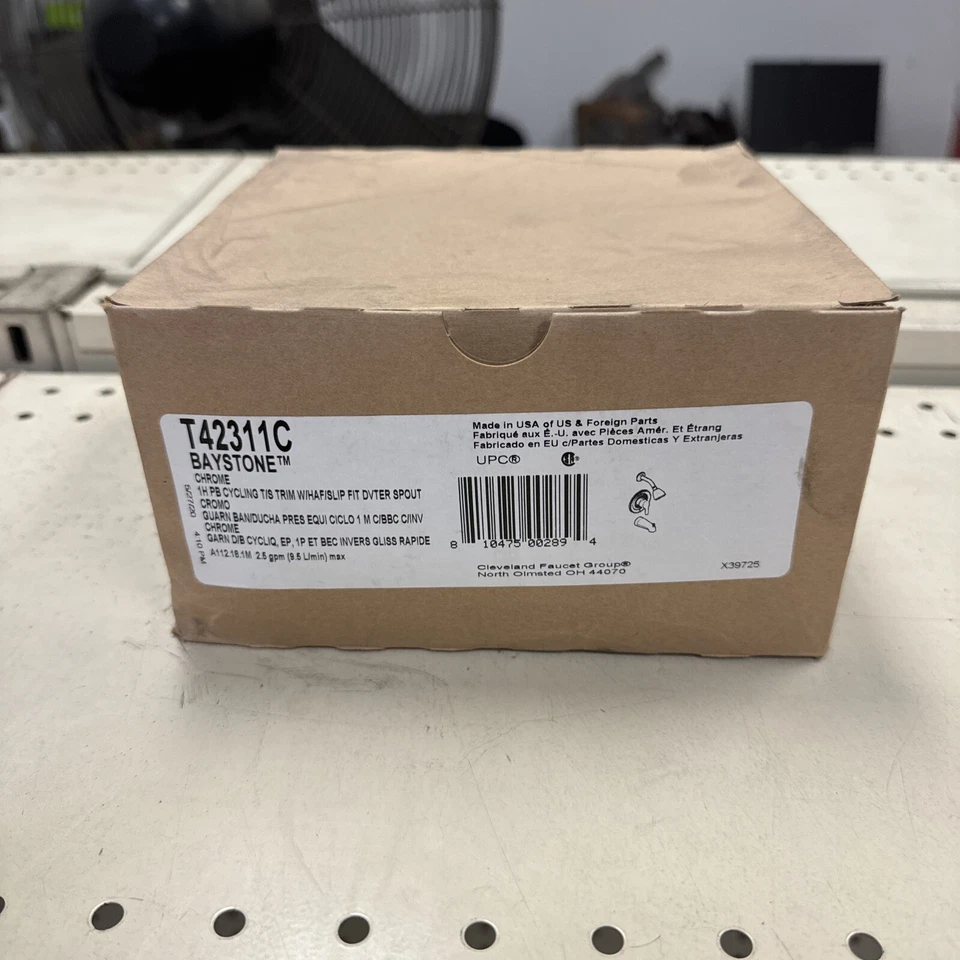 T42311C
BAYSTONE™
CHROME
1H PB CYCLING T/S TRIM W/HAF/SLIP FIT DVTER SPOUT
CROMO
GUARN BAN/DUCHA PRES EQUI CICLO 1 M C/BBC C/INV
CHROME
GARN D/B CYCLIQ, EP, 1P ET BEC INVERS GLISS RAPIDE
A112.18.1M 2.5 gpm (9.5 L/min) max
4:10 PM
Made in USA of US & Foreign Parts
Fabriqué aux É.-U. avec Pièces Amér. Et Étrang
Fabricado en EU c/Partes Domesticas Y Extranjeras
UPC®
8 10475 00289 4
Cleveland Faucet Group®
North Olmsted OH 44070
X39725